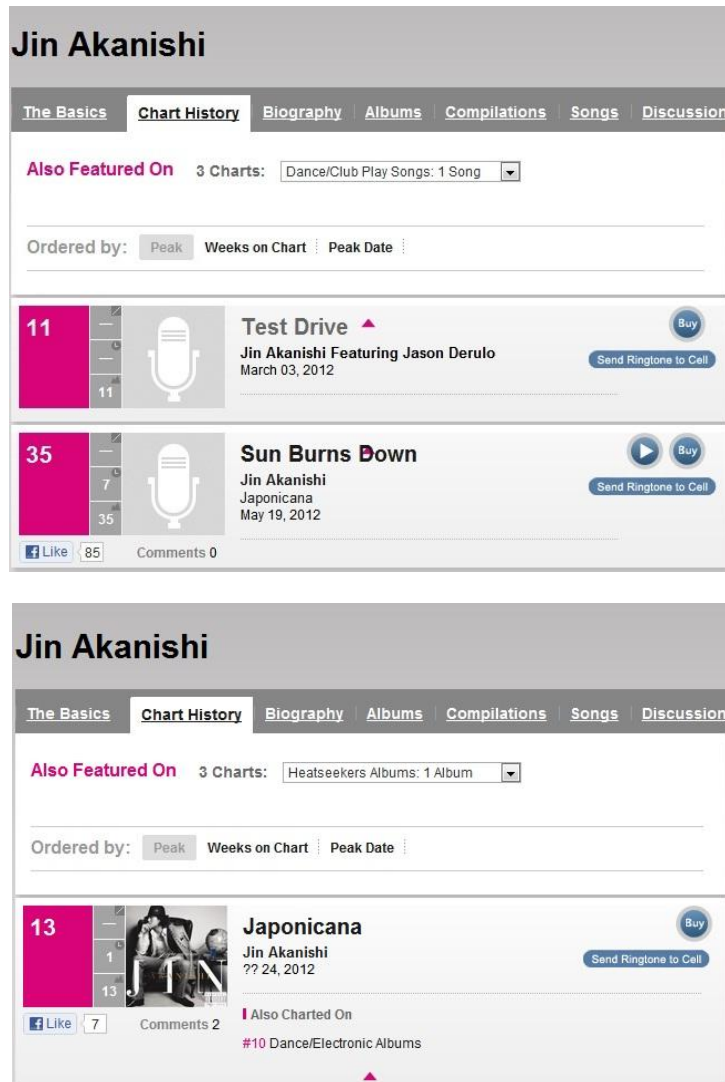 Jin Akanishi
The Basics Chart History Biography Albums Compilations Songs Discussion
Also Featured On 3 Charts: Dance/Club Play Songs: 1 Song
Ordered by: Peak Weeks on Chart Peak Date
11 — Test Drive Buy
— Jin Akanishi Featuring Jason Derulo Send Ringtone to Cell
March 03, 2012
11
35 — Sun Burns Down Buy
7 Jin Akanishi Send Ringtone to Cell
Japonicana
35 May 19, 2012
Like 85 Comments 0
Jin Akanishi
The Basics Chart History Biography Albums Compilations Songs Discussion
Also Featured On 3 Charts: Heatseekers Albums: 1 Album
Ordered by: Peak Weeks on Chart Peak Date
13 — Japonicana Buy
1 Jin Akanishi Send Ringtone to Cell
?? 24, 2012
13 JIN
Like 7 Comments 2 Also Charted On
#10 Dance/Electronic Albums